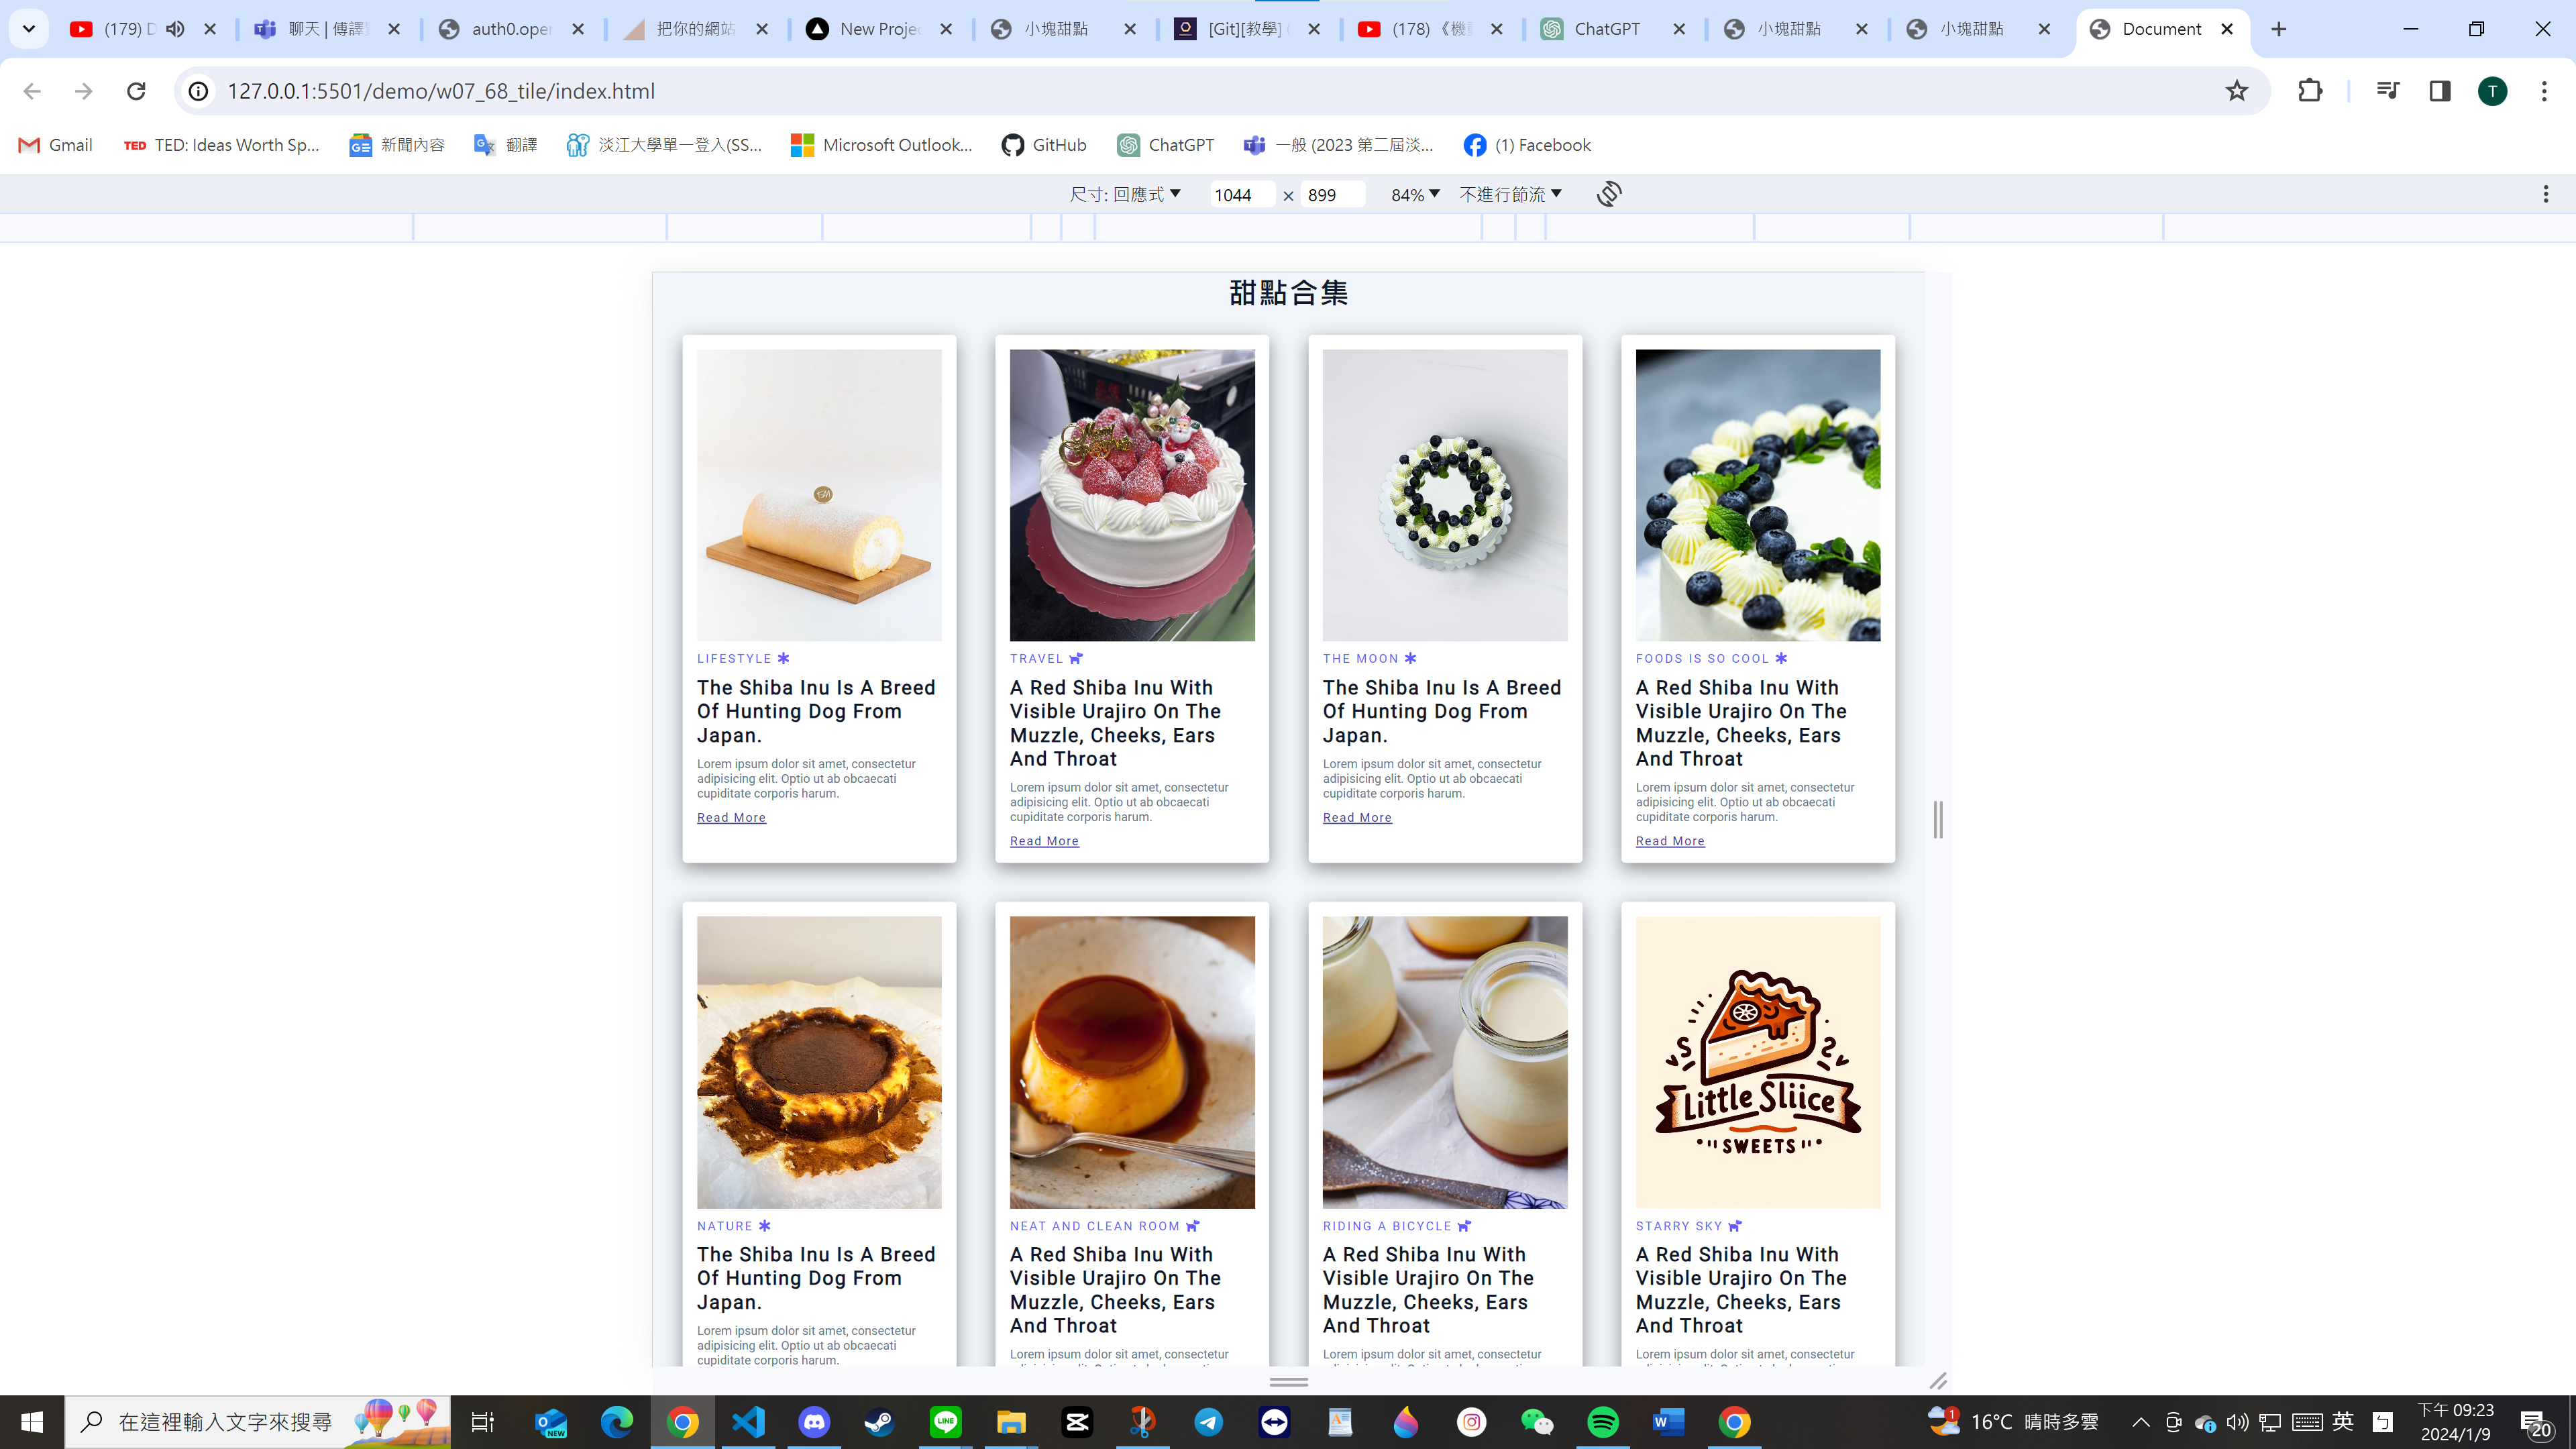 (179) D
聊天 | 傅譯
auth0.oper
把你的網站
New Projec
小塊甜點
[Git][教學]
(178) 《機
ChatGPT
小塊甜點
小塊甜點
Document
127.0.0.1:5501/demo/w07_68_tile/index.html
T
Gmail
TED TED: Ideas Worth Sp...
新聞內容
翻譯
淡江大學單一登入(SS...
Microsoft Outlook...
GitHub
ChatGPT
一般 (2023 第二屆淡...
(1) Facebook
尺寸: 回應式 1044 × 899 84% 不進行節流
甜點合集
LIFESTYLE
The Shiba Inu Is A Breed
Of Hunting Dog From
Japan.
Lorem ipsum dolor sit amet, consectetur
adipisicing elit. Optio ut ab obcaecati
cupiditate corporis harum.
Read More
TRAVEL
A Red Shiba Inu With
Visible Urajiro On The
Muzzle, Cheeks, Ears
And Throat
Lorem ipsum dolor sit amet, consectetur
adipisicing elit. Optio ut ab obcaecati
cupiditate corporis harum.
Read More
THE MOON
The Shiba Inu Is A Breed
Of Hunting Dog From
Japan.
Lorem ipsum dolor sit amet, consectetur
adipisicing elit. Optio ut ab obcaecati
cupiditate corporis harum.
Read More
FOODS IS SO COOL
A Red Shiba Inu With
Visible Urajiro On The
Muzzle, Cheeks, Ears
And Throat
Lorem ipsum dolor sit amet, consectetur
adipisicing elit. Optio ut ab obcaecati
cupiditate corporis harum.
Read More
NATURE
The Shiba Inu Is A Breed
Of Hunting Dog From
Japan.
Lorem ipsum dolor sit amet, consectetur
adipisicing elit. Optio ut ab obcaecati
cupiditate corporis harum.
NEAT AND CLEAN ROOM
A Red Shiba Inu With
Visible Urajiro On The
Muzzle, Cheeks, Ears
And Throat
Lorem ipsum dolor sit amet, consectetur
RIDING A BICYCLE
A Red Shiba Inu With
Visible Urajiro On The
Muzzle, Cheeks, Ears
And Throat
Lorem ipsum dolor sit amet, consectetur
Little Sliice
SWEETS
STARRY SKY
A Red Shiba Inu With
Visible Urajiro On The
Muzzle, Cheeks, Ears
And Throat
Lorem ipsum dolor sit amet, consectetur
在這裡輸入文字來搜尋
NEW
LINE
1
16°C 晴時多雲
英
下午 09:23
2024/1/9
20